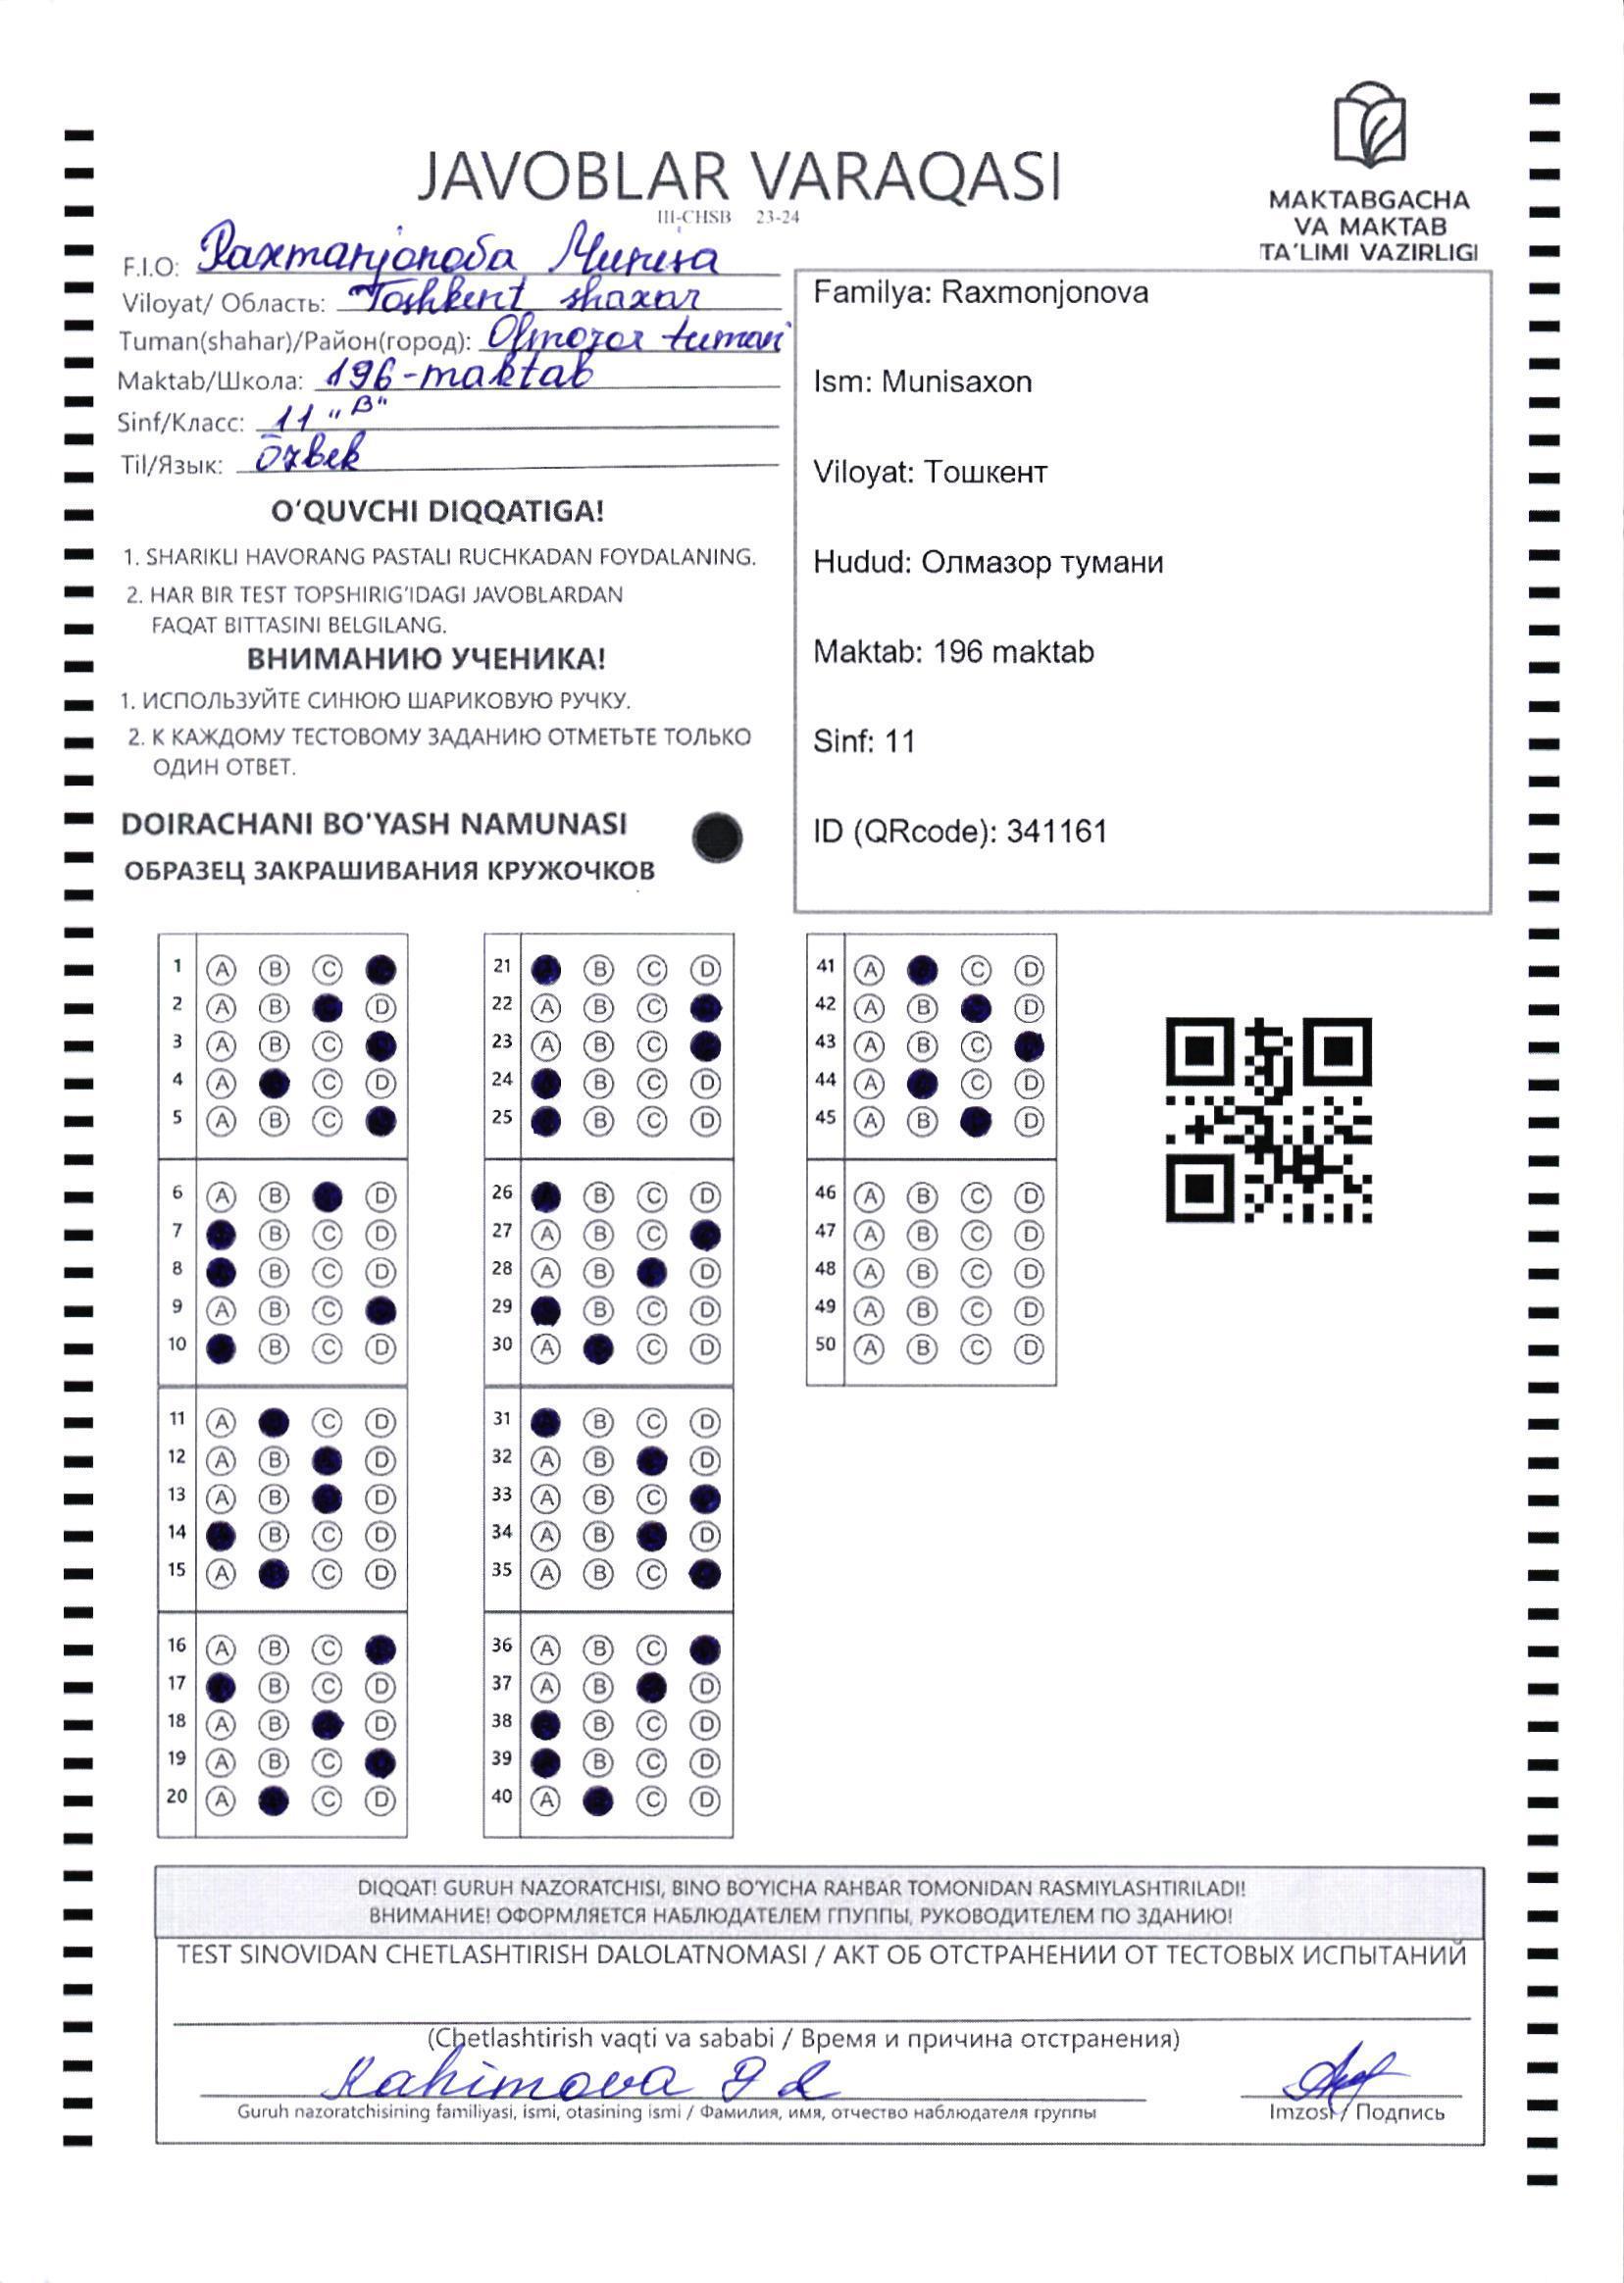 JAVOBLAR VARAQASI
III-CHSB 23-24
MAKTABGACHA
VA MAKTAB
TA'LIMI VAZIRLIGI
F.I.O: Raxmanjonова Муниsа
Viloyat/ Область: Toshkent shaxar
Tuman(shahar)/Район(город): Olmozor tumani
Maktab/Школа: 196-maktab
Sinf/Класс: 11 "B"
Til/Язык: Ōzbek
O'QUVCHI DIQQATIGA!
1. SHARIKLI HAVORANG PASTALI RUCHKADAN FOYDALANING.
2. HAR BIR TEST TOPSHIRIG'IDAGI JAVOBLARDAN
FAQAT BITTASINI BELGILANG.
ВНИМАНИЮ УЧЕНИКА!
1. ИСПОЛЬЗУЙТЕ СИНЮЮ ШАРИКОВУЮ РУЧКУ.
2. К КАЖДОМУ ТЕСТОВОМУ ЗАДАНИЮ ОТМЕТЬТЕ ТОЛЬКО
ОДИН ОТВЕТ.
DOIRACHANI BO'YASH NAMUNASI
ОБРАЗЕЦ ЗАКРАШИВАНИЯ КРУЖОЧКОВ
Familya: Raxmonjonova
Ism: Munisaxon
Viloyat: Тошкент
Hudud: Олмазор тумани
Maktab: 196 maktab
Sinf: 11
ID (QRcode): 341161
1 A B C
2 A B D
3 A B C
4 A C D
5 A B C
6 A B D
7 B C D
8 B C D
9 A B C
10 B C D
11 A C D
12 A B D
13 A B D
14 B C D
15 A C D
16 A B C
17 B C D
18 A B D
19 A B C
20 A C D
21 B C D
22 A B C
23 A B C
24 B C D
25 B C D
26 B C D
27 A B C
28 A B D
29 B C D
30 A C D
31 B C D
32 A B D
33 A B C
34 A B D
35 A B C
36 A B C
37 A B D
38 B C D
39 B C D
40 A C D
41 A C D
42 A B D
43 A B C
44 A C D
45 A B D
46 A B C D
47 A B C D
48 A B C D
49 A B C D
50 A B C D
DIQQAT! GURUH NAZORATCHISI, BINO BO'YICHA RAHBAR TOMONIDAN RASMIYLASHTIRILADI!
ВНИМАНИЕ! ОФОРМЛЯЕТСЯ НАБЛЮДАТЕЛЕМ ГПУППЫ, РУКОВОДИТЕЛЕМ ПО ЗДАНИЮ!
TEST SINOVIDAN CHETLASHTIRISH DALOLATNOMASI / АКТ ОБ ОТСТРАНЕНИИ ОТ ТЕСТОВЫХ ИСПЫТАНИЙ
(Chetlashtirish vaqti va sababi / Время и причина отстранения)
Rahimova
Guruh nazoratchisining familiyasi, ismi, otasining ismi / Фамилия, имя, отчество наблюдателя группы
Imzosi / Подпись